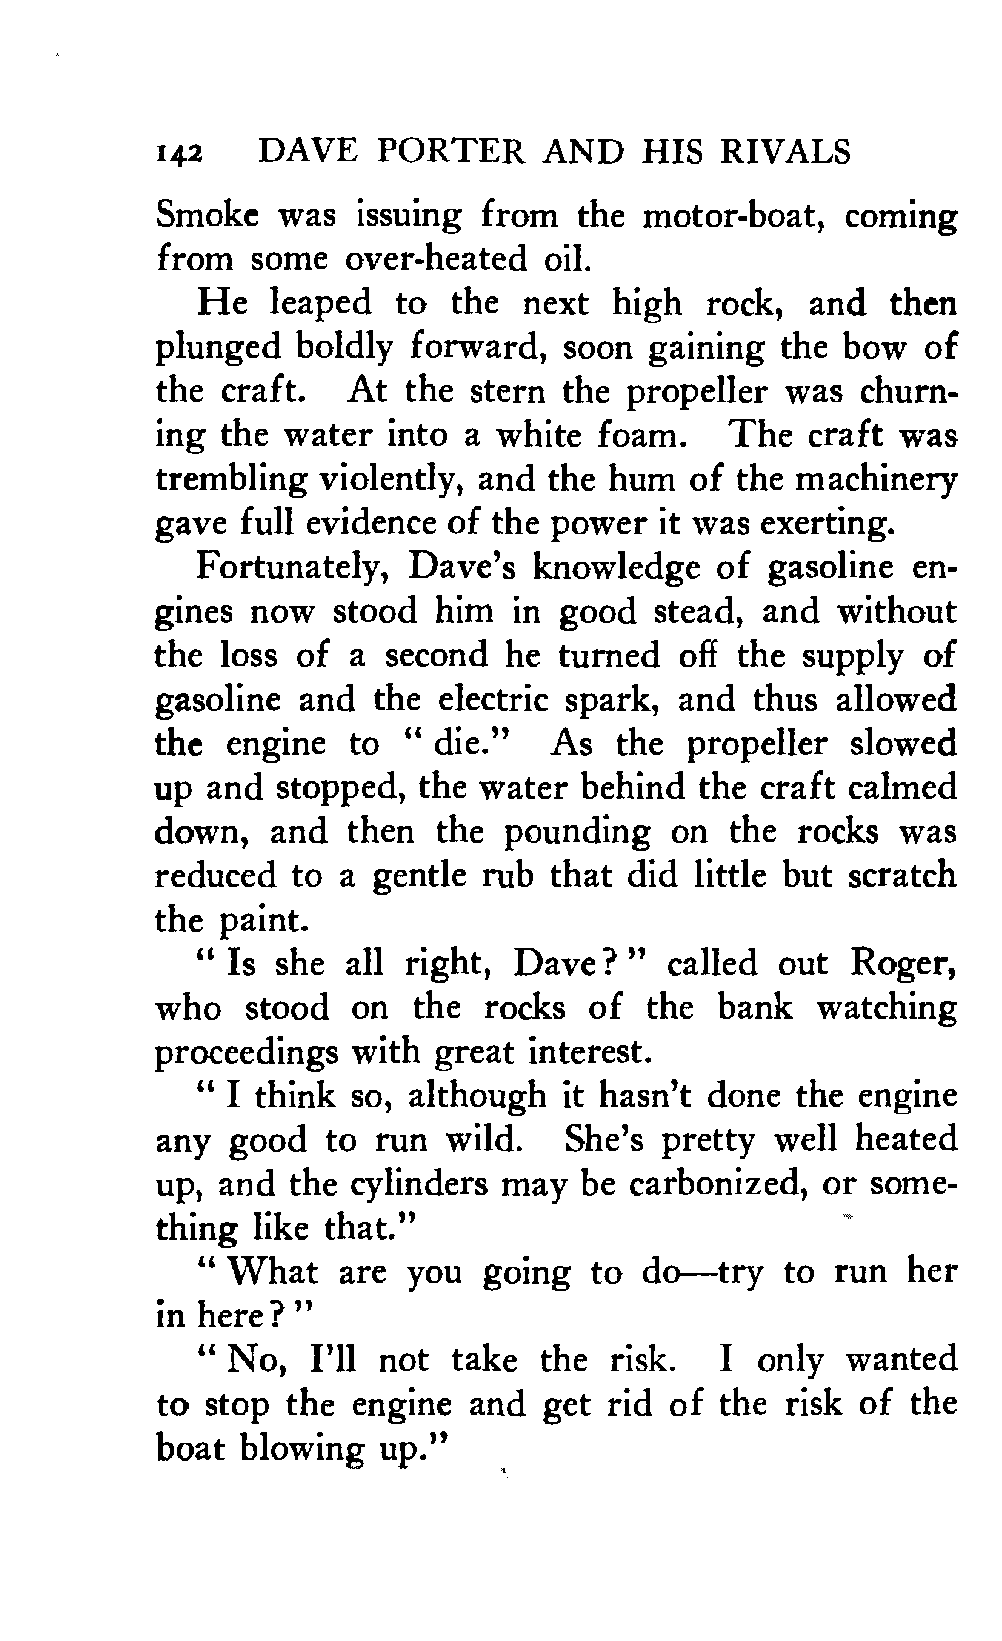 142 DAVE PORTER AND HIS RIVALS
Smoke was issuing from the motor-boat, coming
from some over-heated oil.
He leaped to the next high rock, and then
plunged boldly forward, soon gaining the bow of
the craft. At the stern the propeller was churn-
ing the water into a white foam. The craft was
trembling violently, and the hum of the machinery
gave full evidence of the power it was exerting.
Fortunately, Dave's knowledge of gasoline en-
gines now stood him in good stead, and without
the loss of a second he turned off the supply of
gasoline and the electric spark, and thus allowed
the engine to " die." As the propeller slowed
up and stopped, the water behind the craft calmed
down, and then the pounding on the rocks was
reduced to a gentle rub that did little but scratch
the paint.
" Is she all right, Dave? " called out Roger,
who stood on the rocks of the bank watching
proceedings with great interest.
" I think so, although it hasn't done the engine
any good to run wild. She's pretty well heated
up, and the cylinders may be carbonized, or some-
thing like that."
" What are you going to do—try to run her
in here? "
" No, I'll not take the risk. I only wanted
to stop the engine and get rid of the risk of the
boat blowing up."